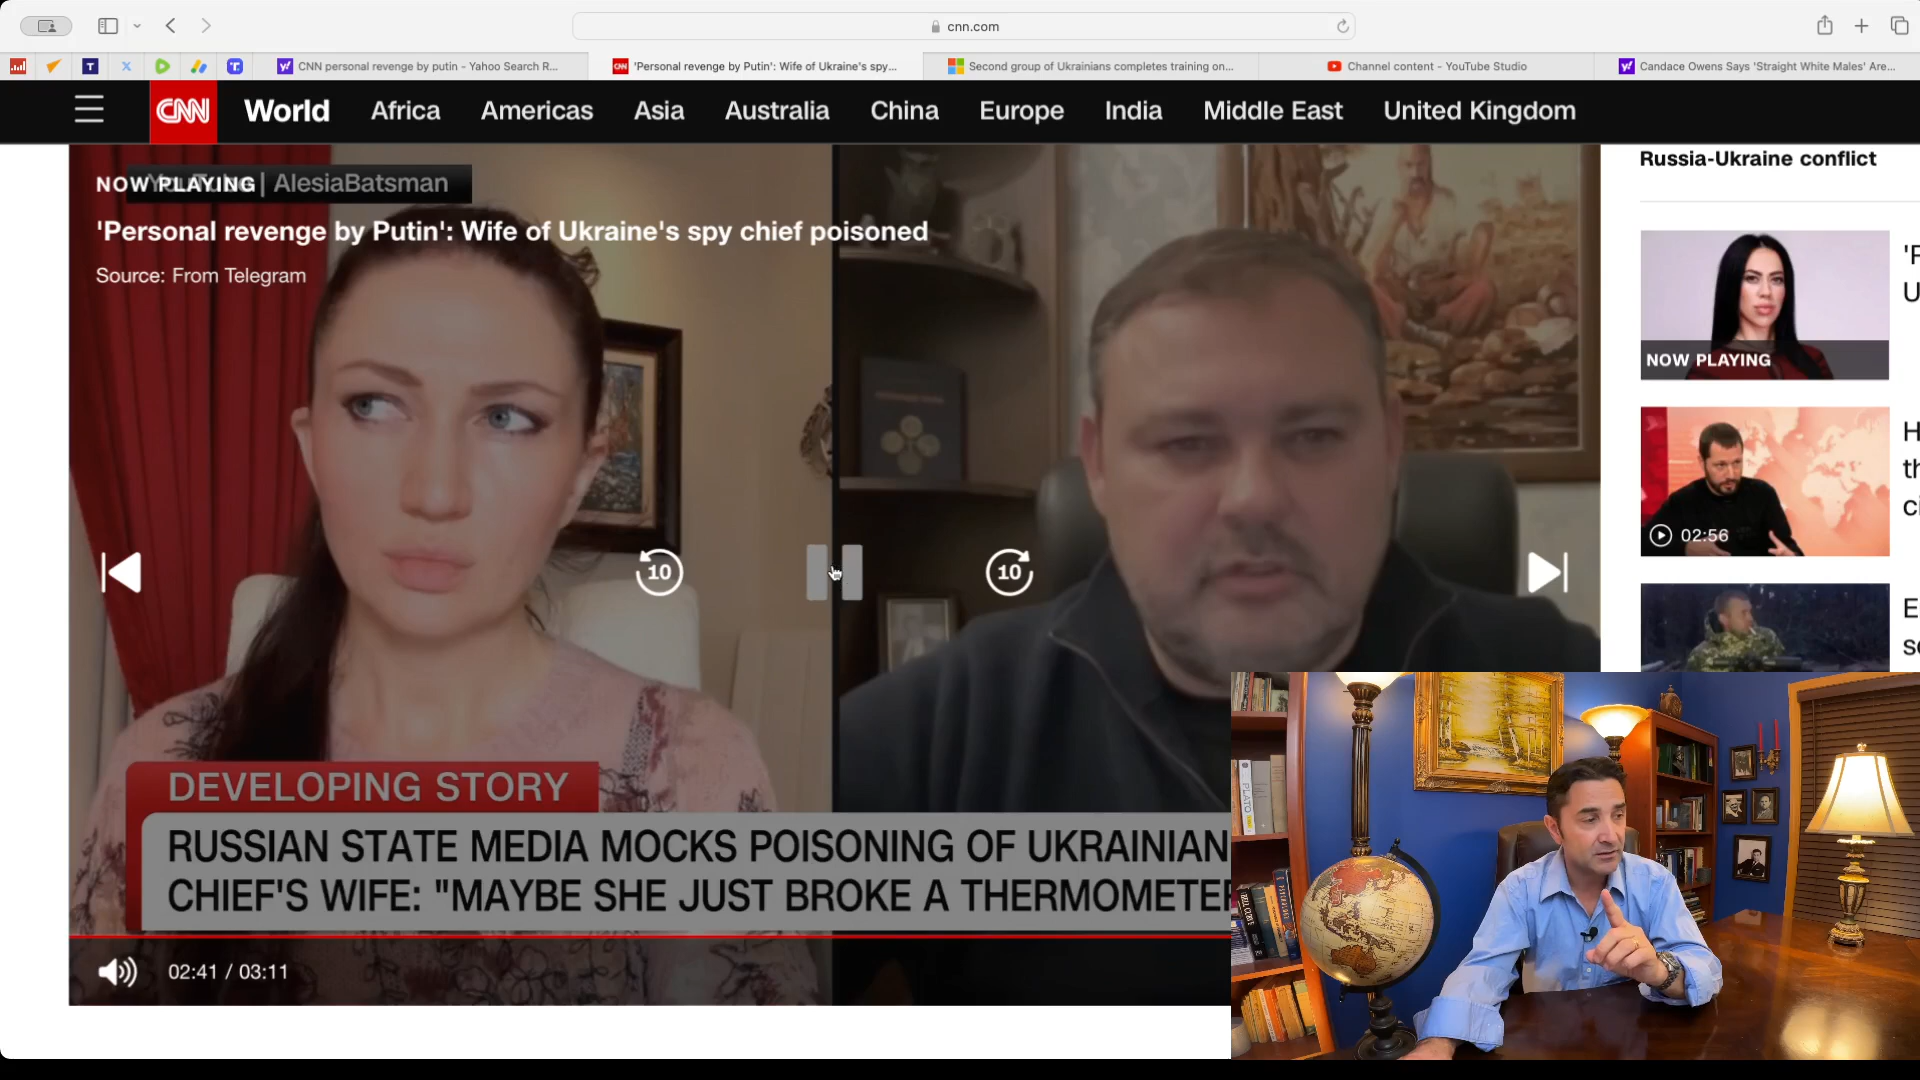 cnn.com
CNN personal revenge by putin - Yahoo Search R...
'Personal revenge by Putin': Wife of Ukraine's spy...
Second group of Ukrainians completes training on...
Channel content - YouTube Studio
Candace Owens Says 'Straight White Males' Are...
CNN World Africa Americas Asia Australia China Europe India Middle East United Kingdom
NOW PLAYING
YouTube | AlesiaBatsman
'Personal revenge by Putin': Wife of Ukraine's spy chief poisoned
Source: From Telegram
10
10
DEVELOPING STORY
RUSSIAN STATE MEDIA MOCKS POISONING OF UKRAINIAN
CHIEF'S WIFE: "MAYBE SHE JUST BROKE A THERMOMETER
02:41 / 03:11
Russia-Ukraine conflict
NOW PLAYING
02:56
PLATO